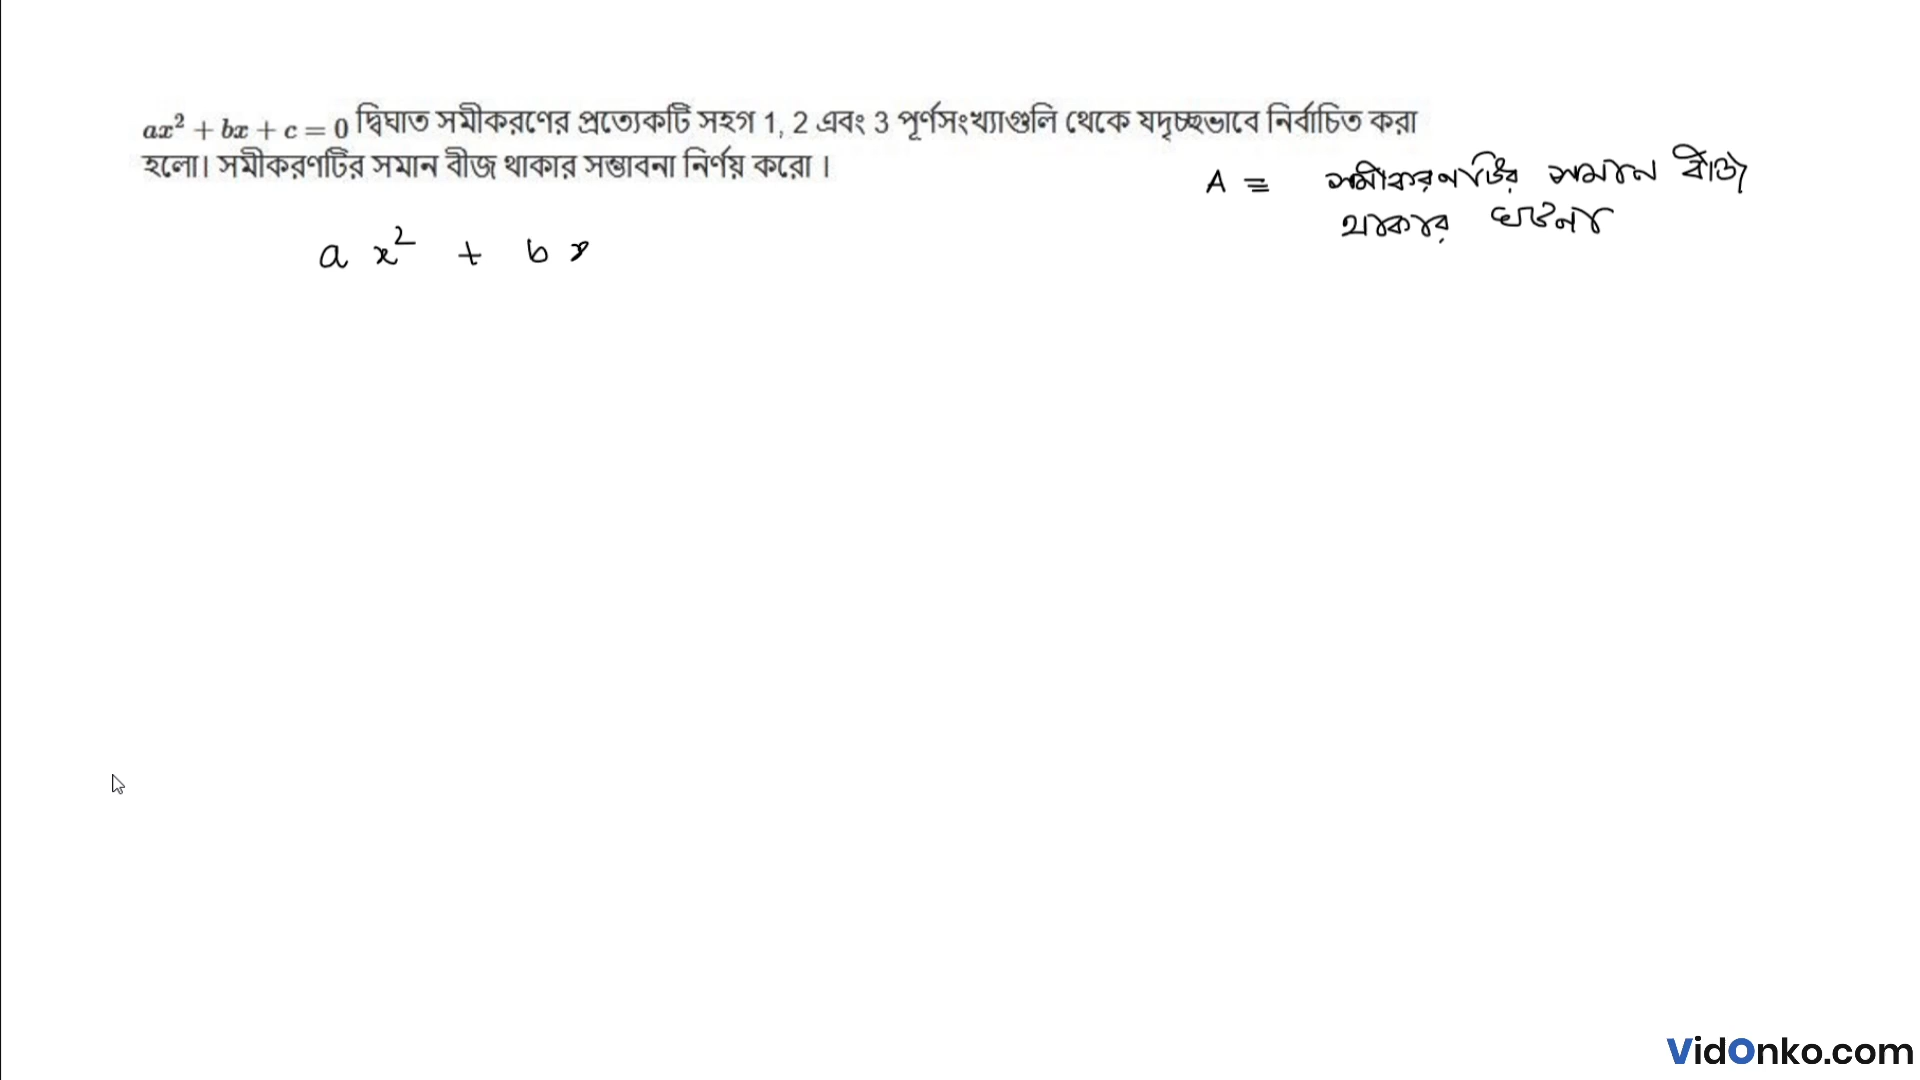 ax² + bx + c = 0 দ্বিঘাত সমীকরণের প্রত্যেকটি সহগ 1, 2 এবং 3 পূর্ণসংখ্যাগুলি থেকে যদৃচ্ছভাবে নির্বাচিত করা
হলো। সমীকরণটির সমান বীজ থাকার সম্ভাবনা নির্ণয় করো ।
A ≡ সমীকরণটির সমান বীজ
থাকার ঘটনা
a x² + b x
VidOnko.com